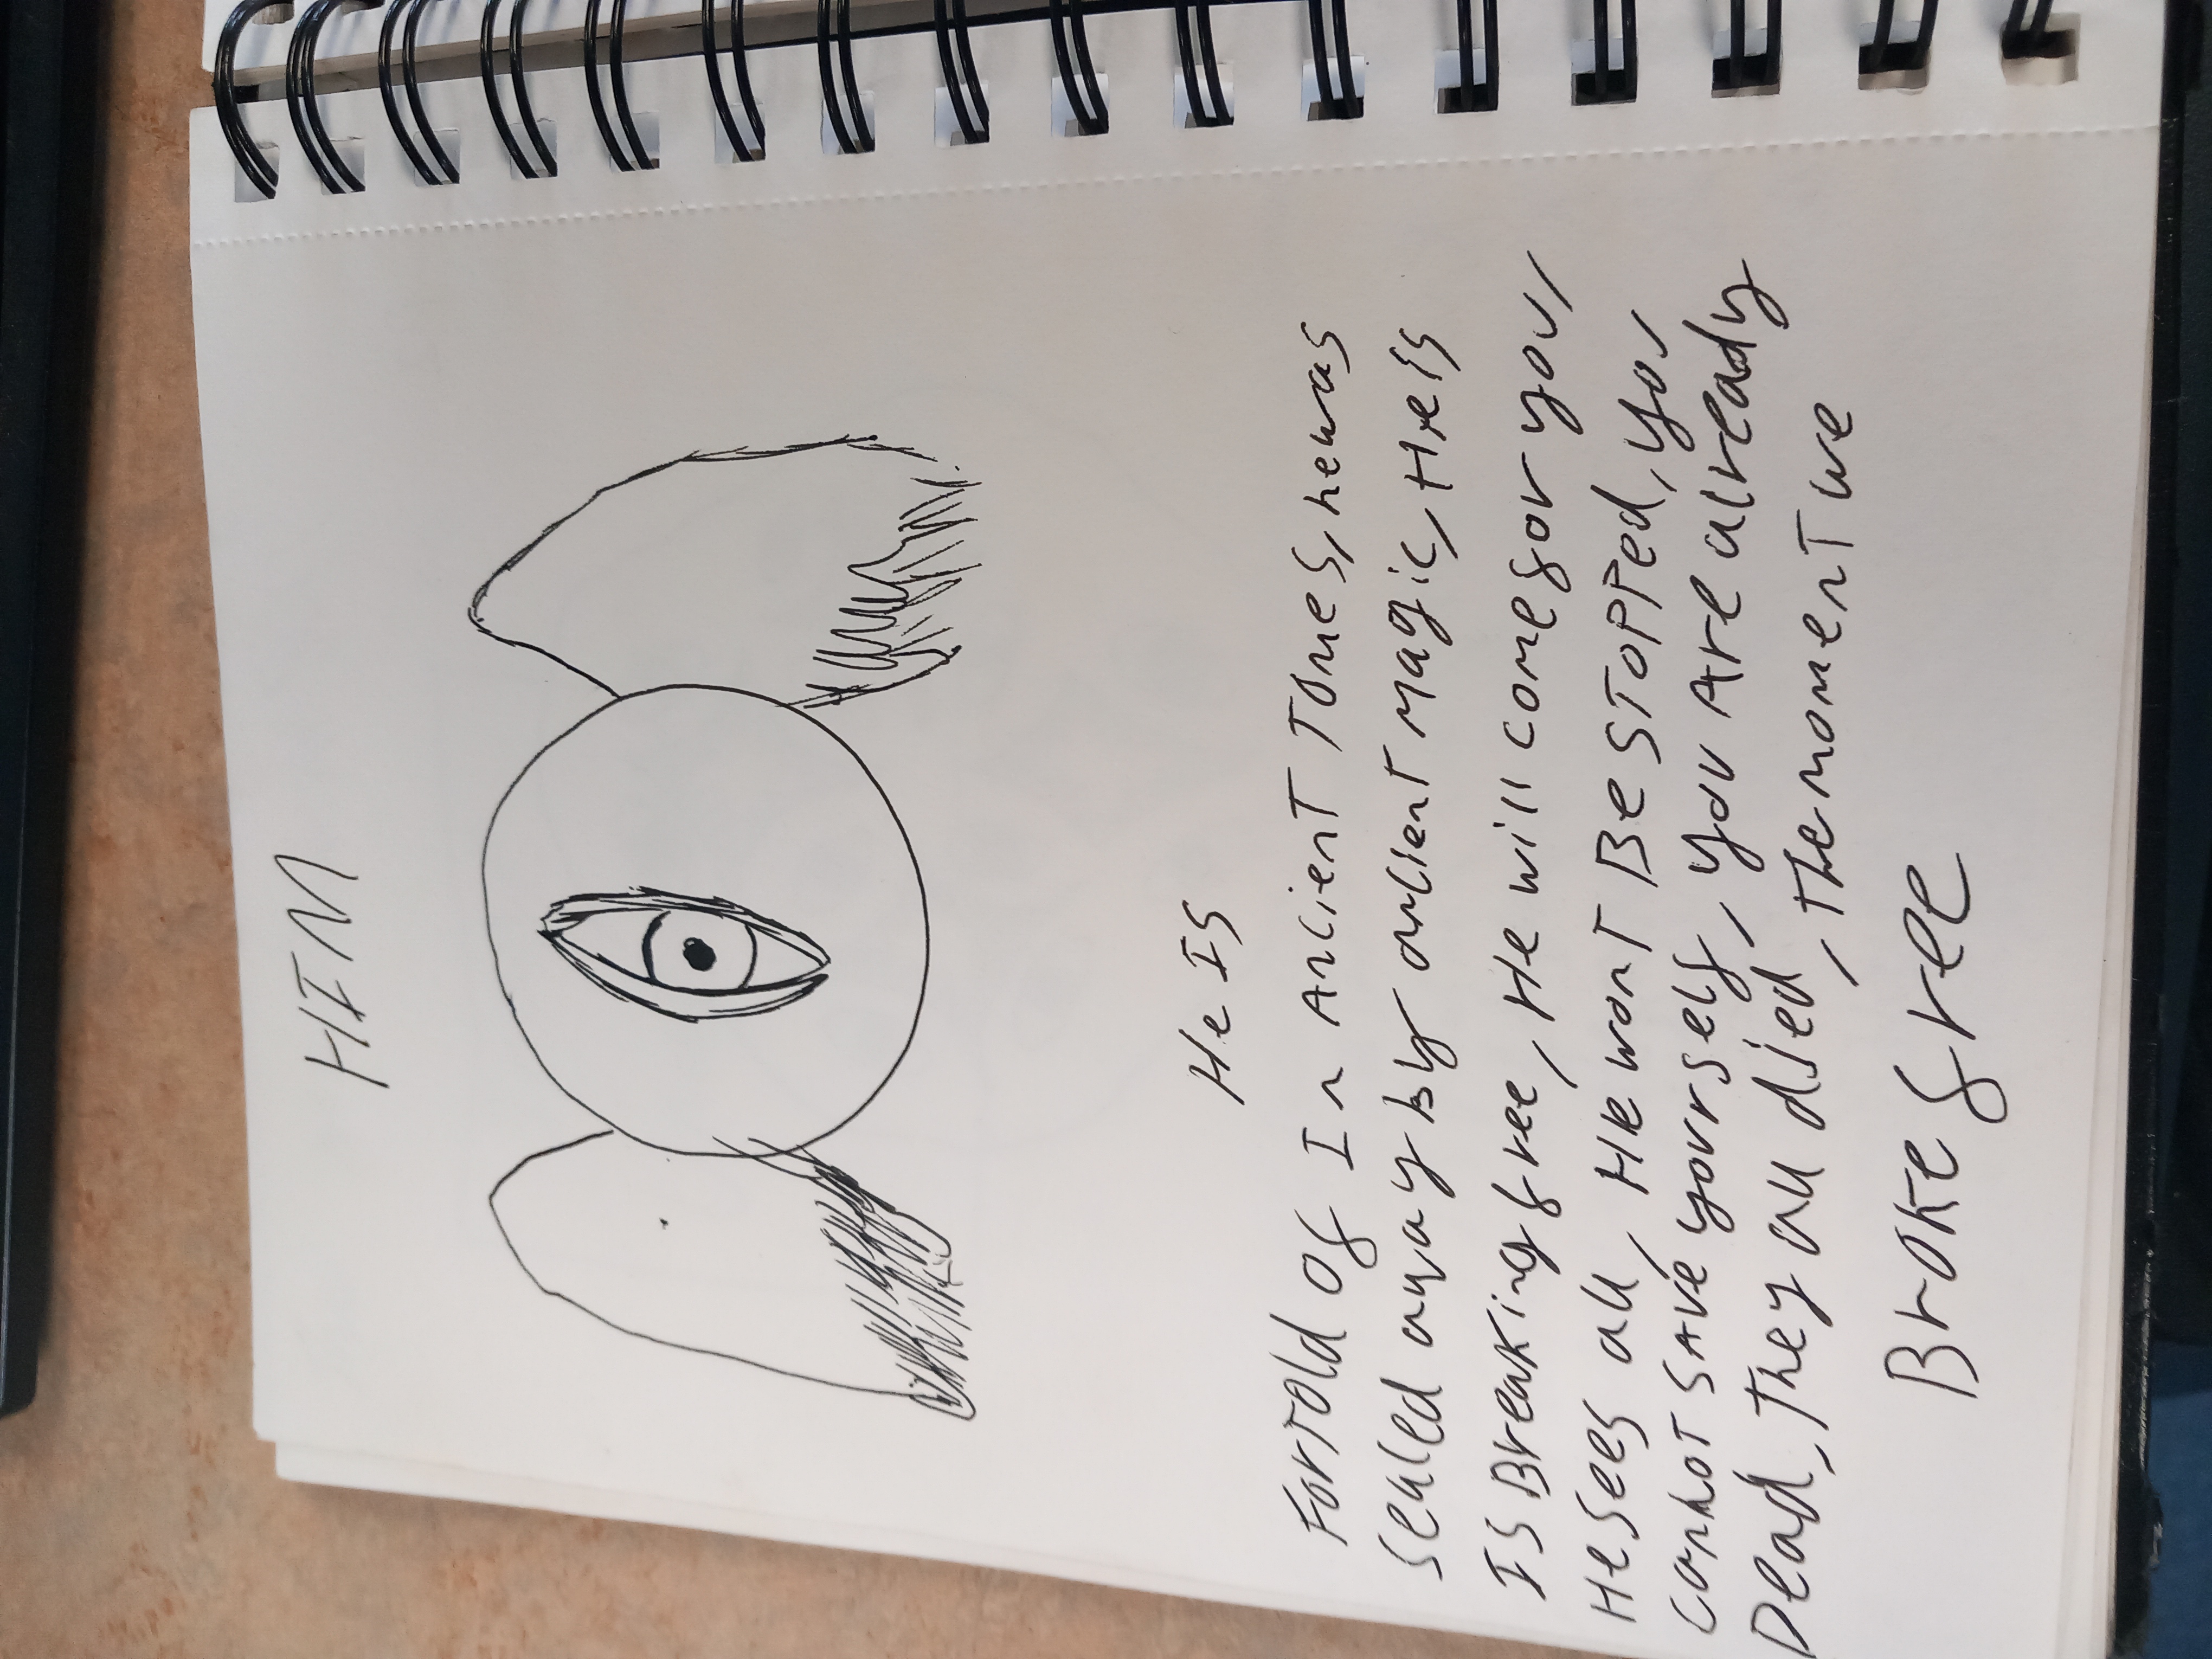 HIM
He IS
Fortold of In Ancient Tomes, he was
sealed away by ancient magic, He is
Is Breaking free, He will come for you,
He sees all, He wont Be stopped, you
cannot save yourself, you Are already
Dead, They all died, the moment we
Broke free